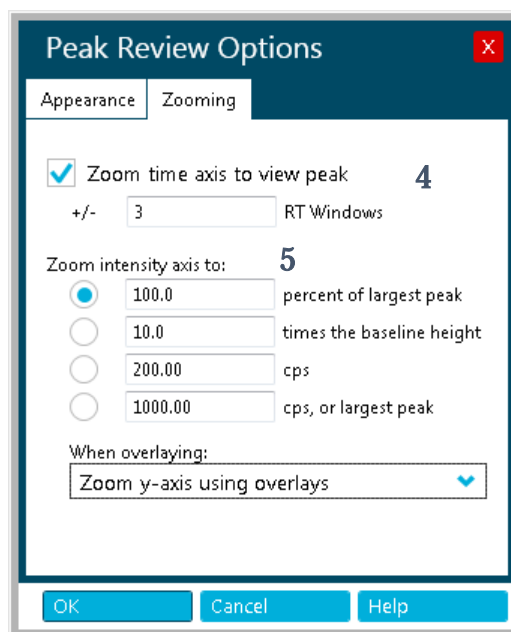 Peak Review Options
X
Appearance Zooming
Zoom time axis to view peak 4
+/- 3 RT Windows
Zoom intensity axis to: 5
100.0 percent of largest peak
10.0 times the baseline height
200.00 cps
1000.00 cps, or largest peak
When overlaying:
Zoom y-axis using overlays
OK Cancel Help